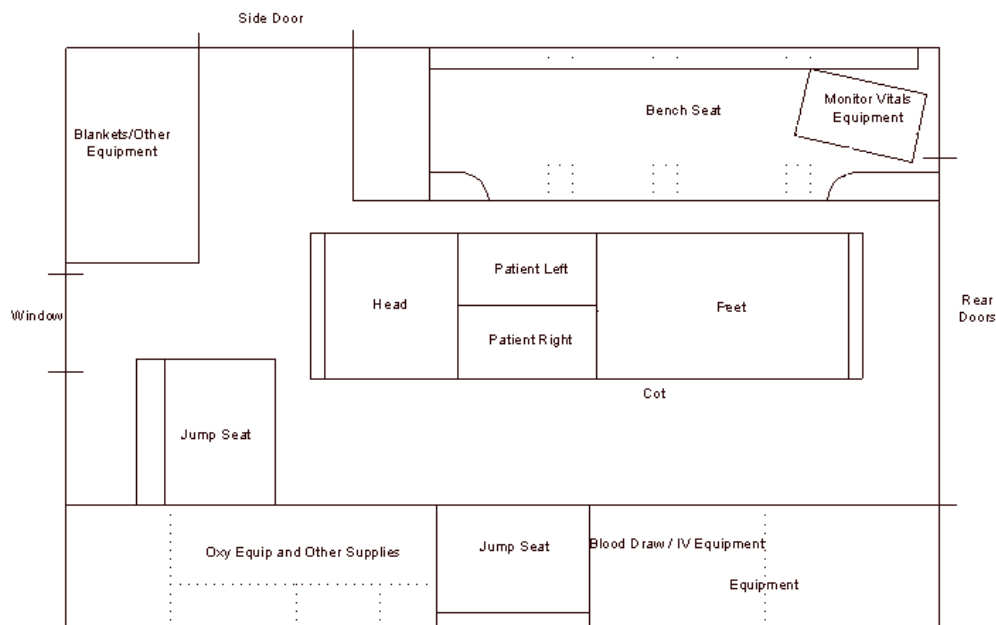 Side Door
Blankets/Other
Equipment
Bench Seat
Monitor Vitals
Equipment
Window
Head
Patient Left
Patient Right
Feet
Rear
Doors
Cot
Jump Seat
Oxy Equip and Other Supplies
Jump Seat
Blood Draw / IV Equipment
Equipment